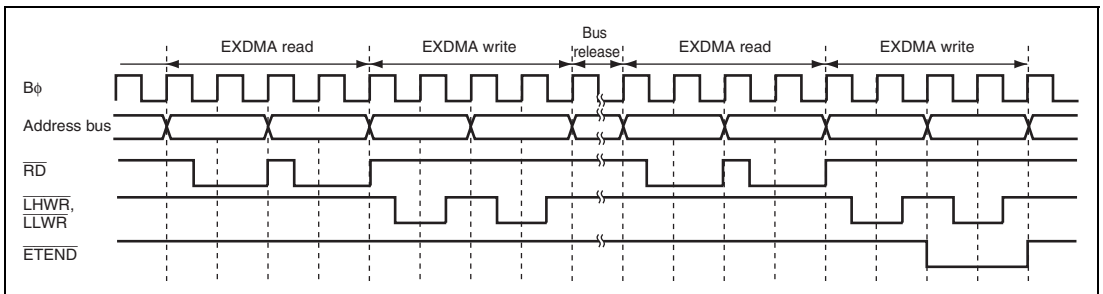 Bus
EXDMA read EXDMA write release EXDMA read EXDMA write
Bφ
Address bus
RD
LHWR,
LLWR
ETEND